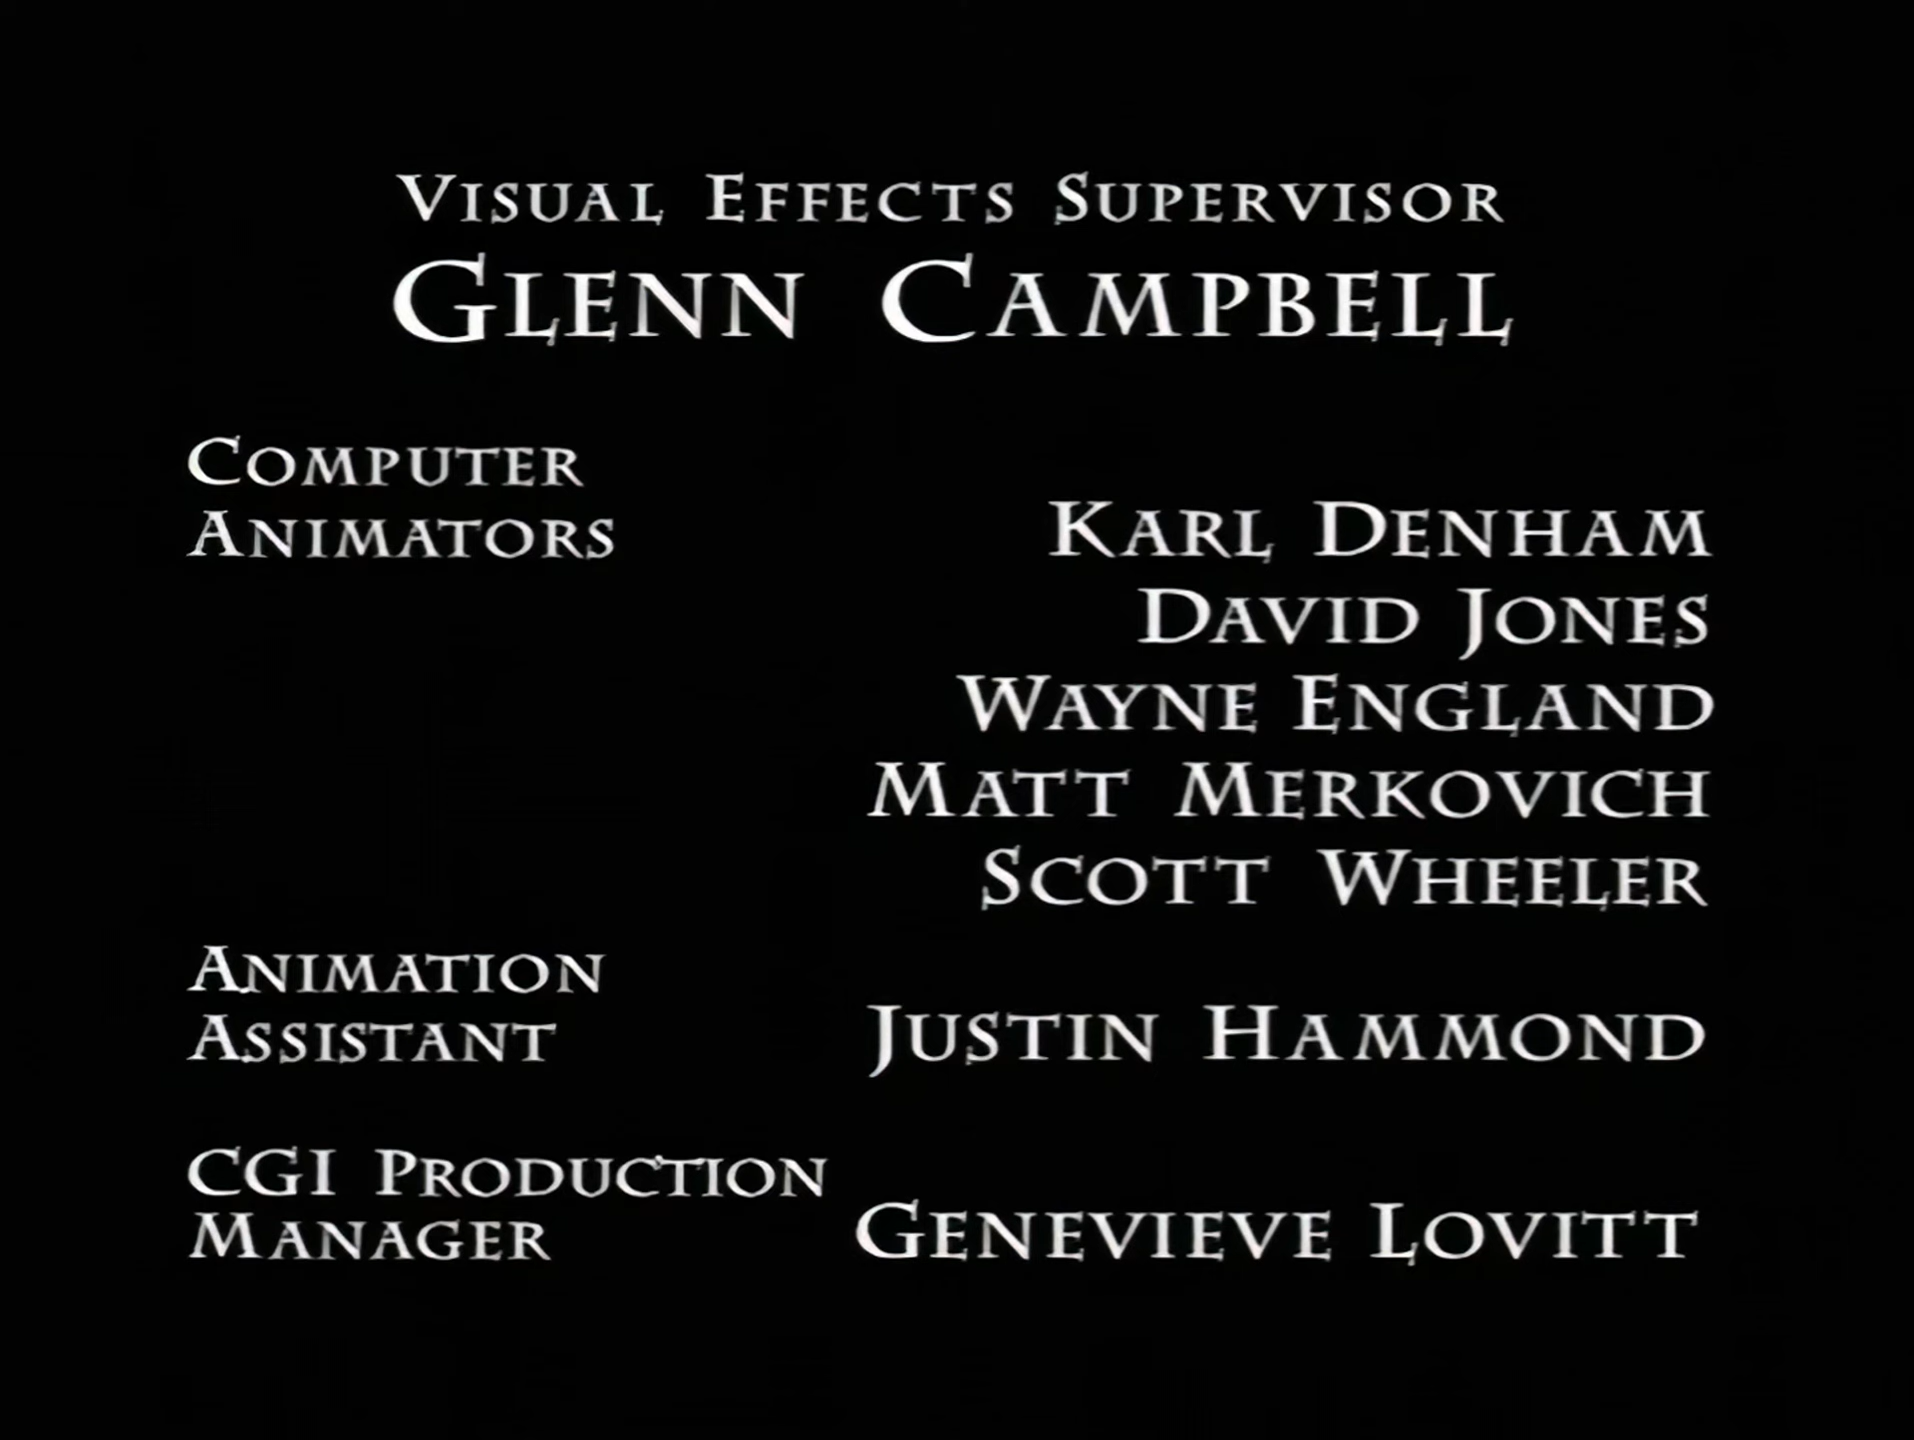 Visual Effects Supervisor
Glenn Campbell
Computer
Animators
Karl Denham
David Jones
Wayne England
Matt Merkovich
Scott Wheeler
Animation
Assistant
Justin Hammond
CGI Production
Manager
Genevieve Lovitt